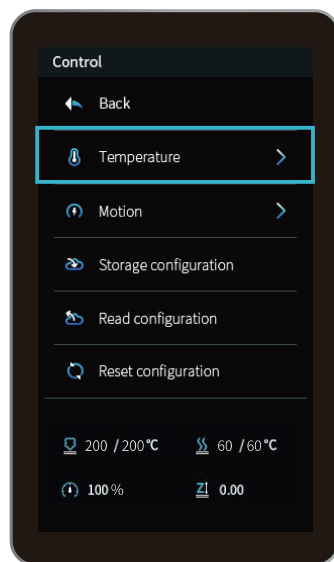 Control
Back
Temperature
Motion
Storage configuration
Read configuration
Reset configuration
200 / 200℃ 60 / 60℃
100 % Z 0.00